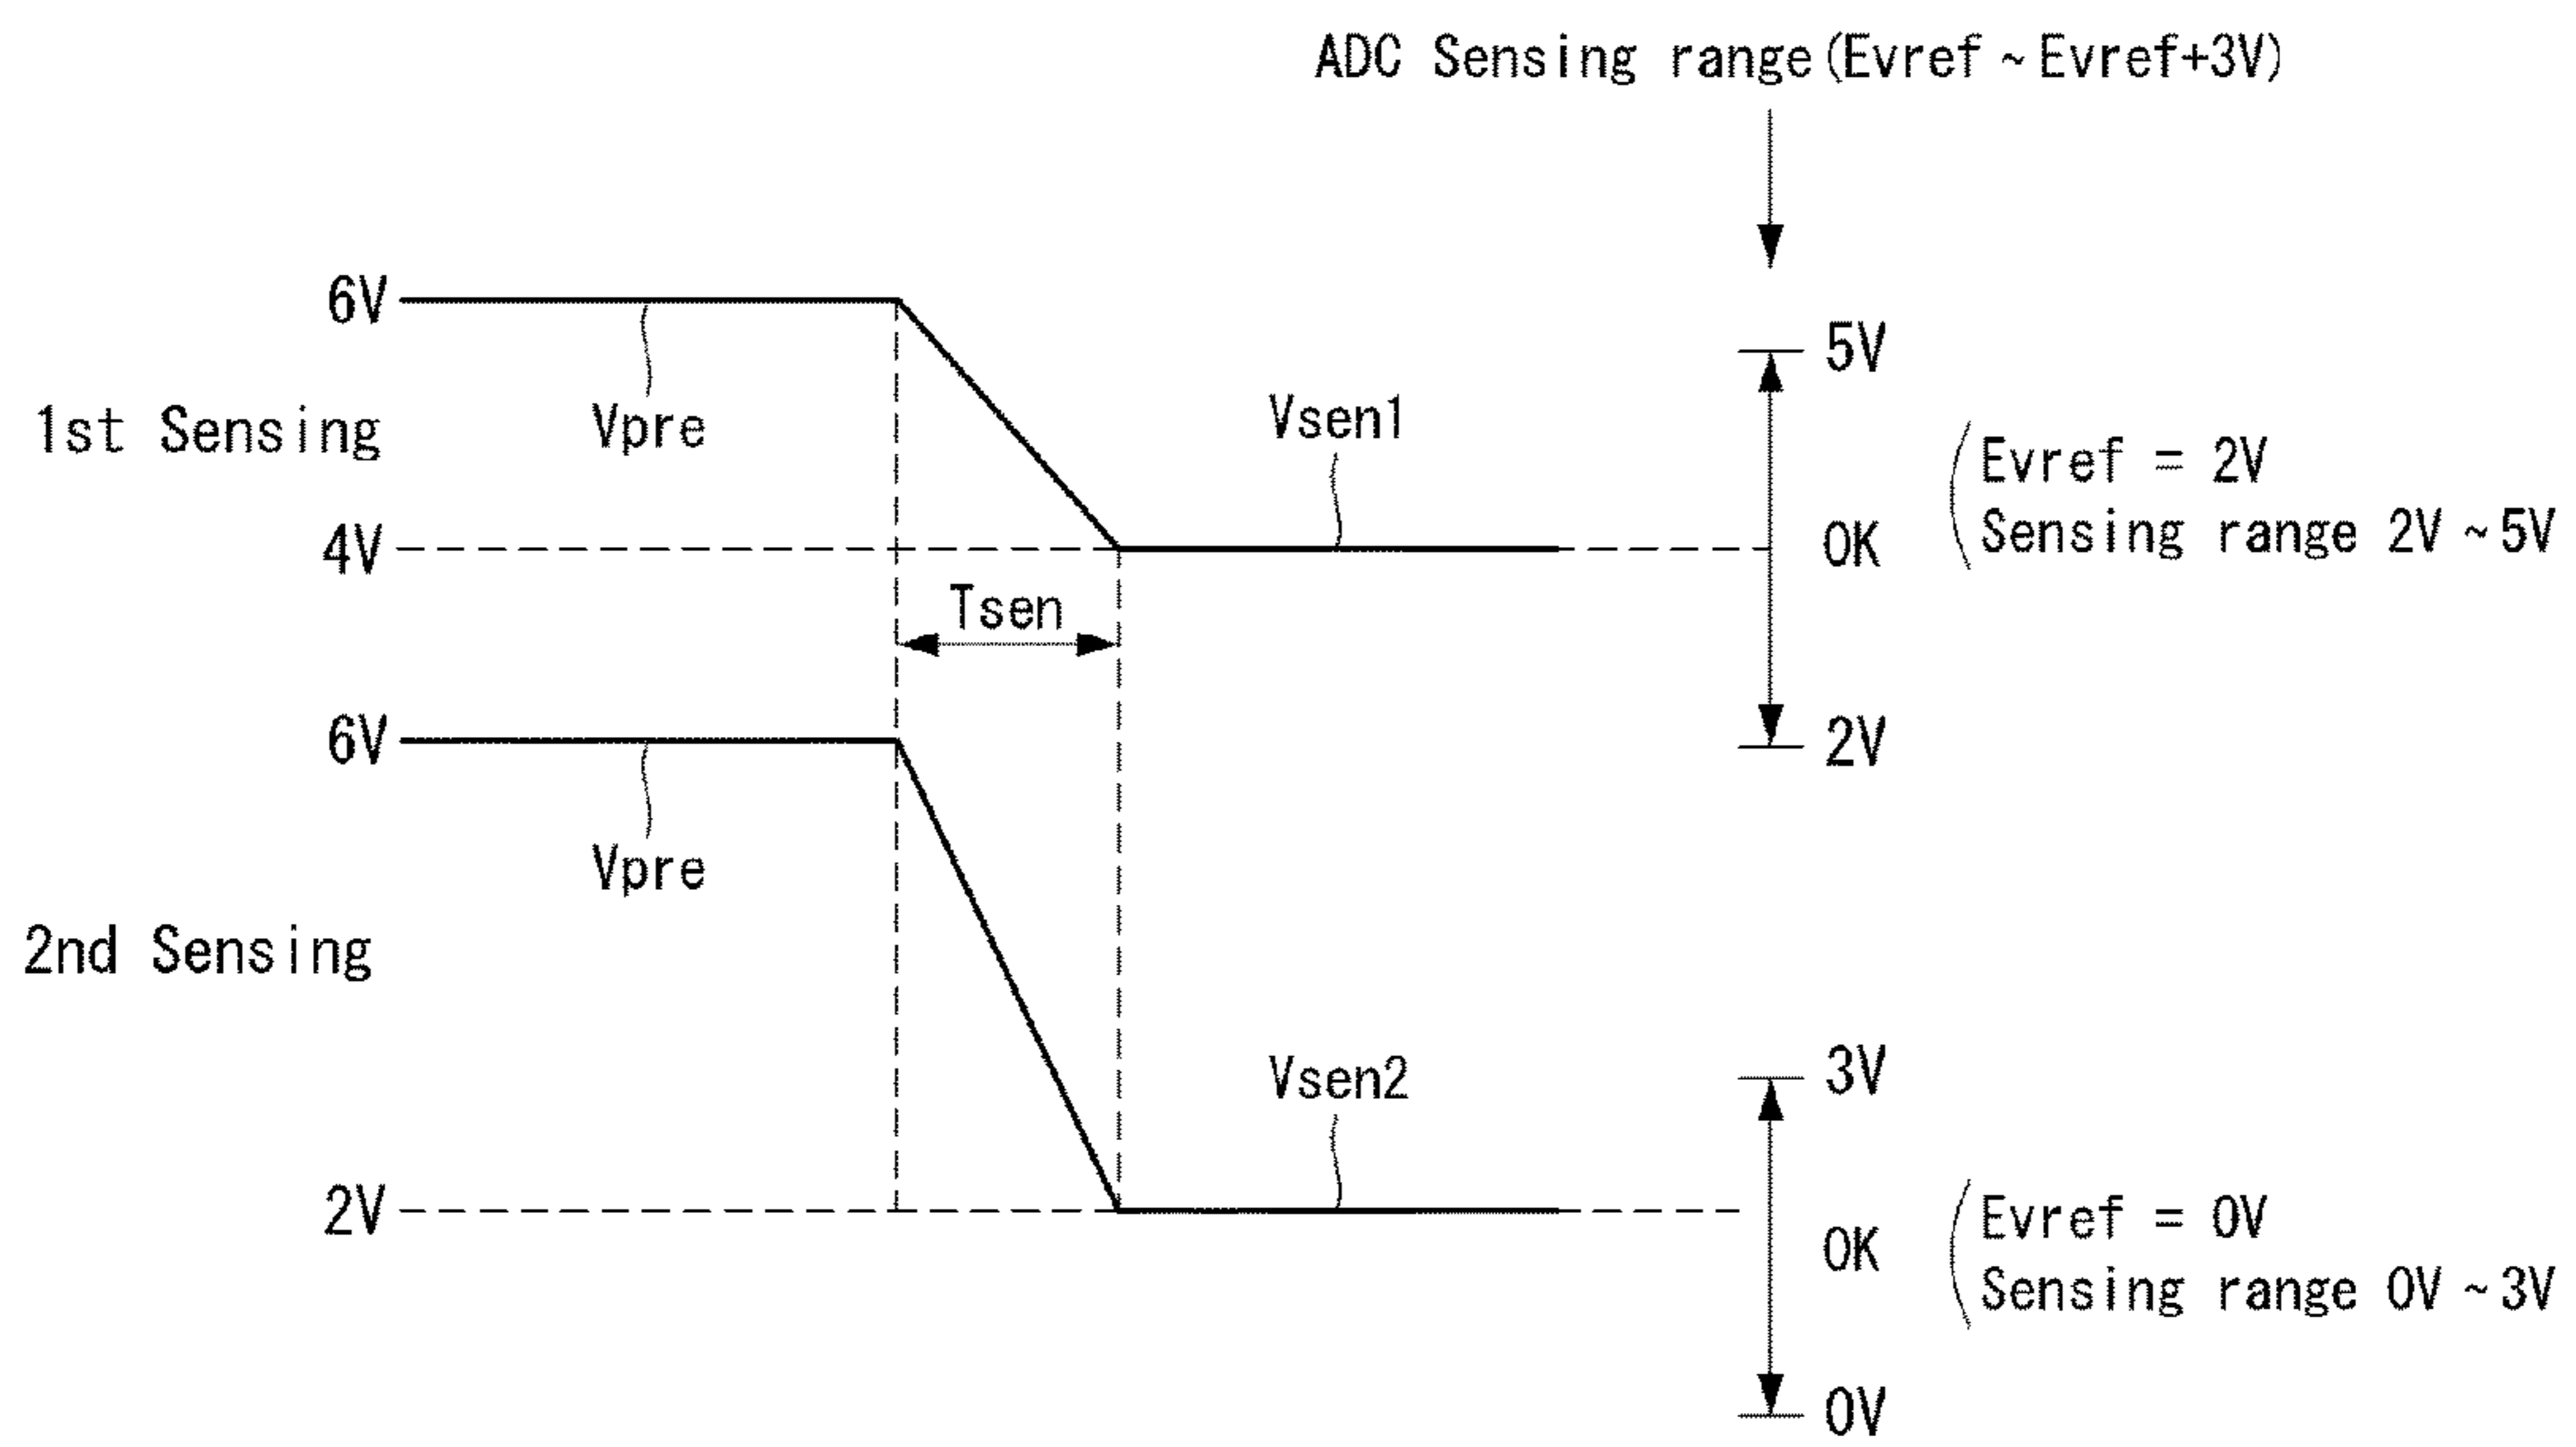 ADC Sensing range(Evref ~ Evref+3V)
6V
5V
1st Sensing
Vpre
Vsen1
Evref = 2V
Sensing range 2V ~5V
4V
OK
Tsen
6V
2V
Vpre
2nd Sensing
3V
Vsen2
2V
Evref = 0V
OK
Sensing range 0V ~3V
0V